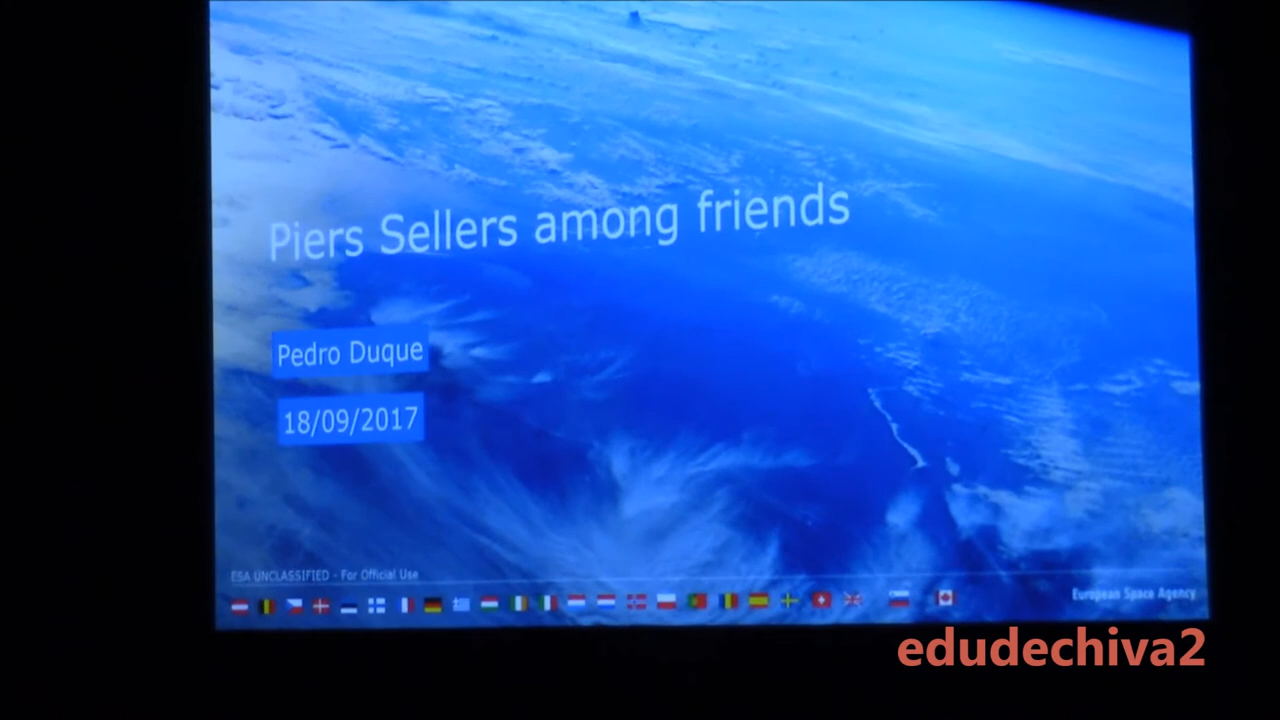 Piers Sellers among friends
Pedro Duque
18/09/2017
ESA UNCLASSIFIED - For Official Use
European Space Agency
edudechiva2